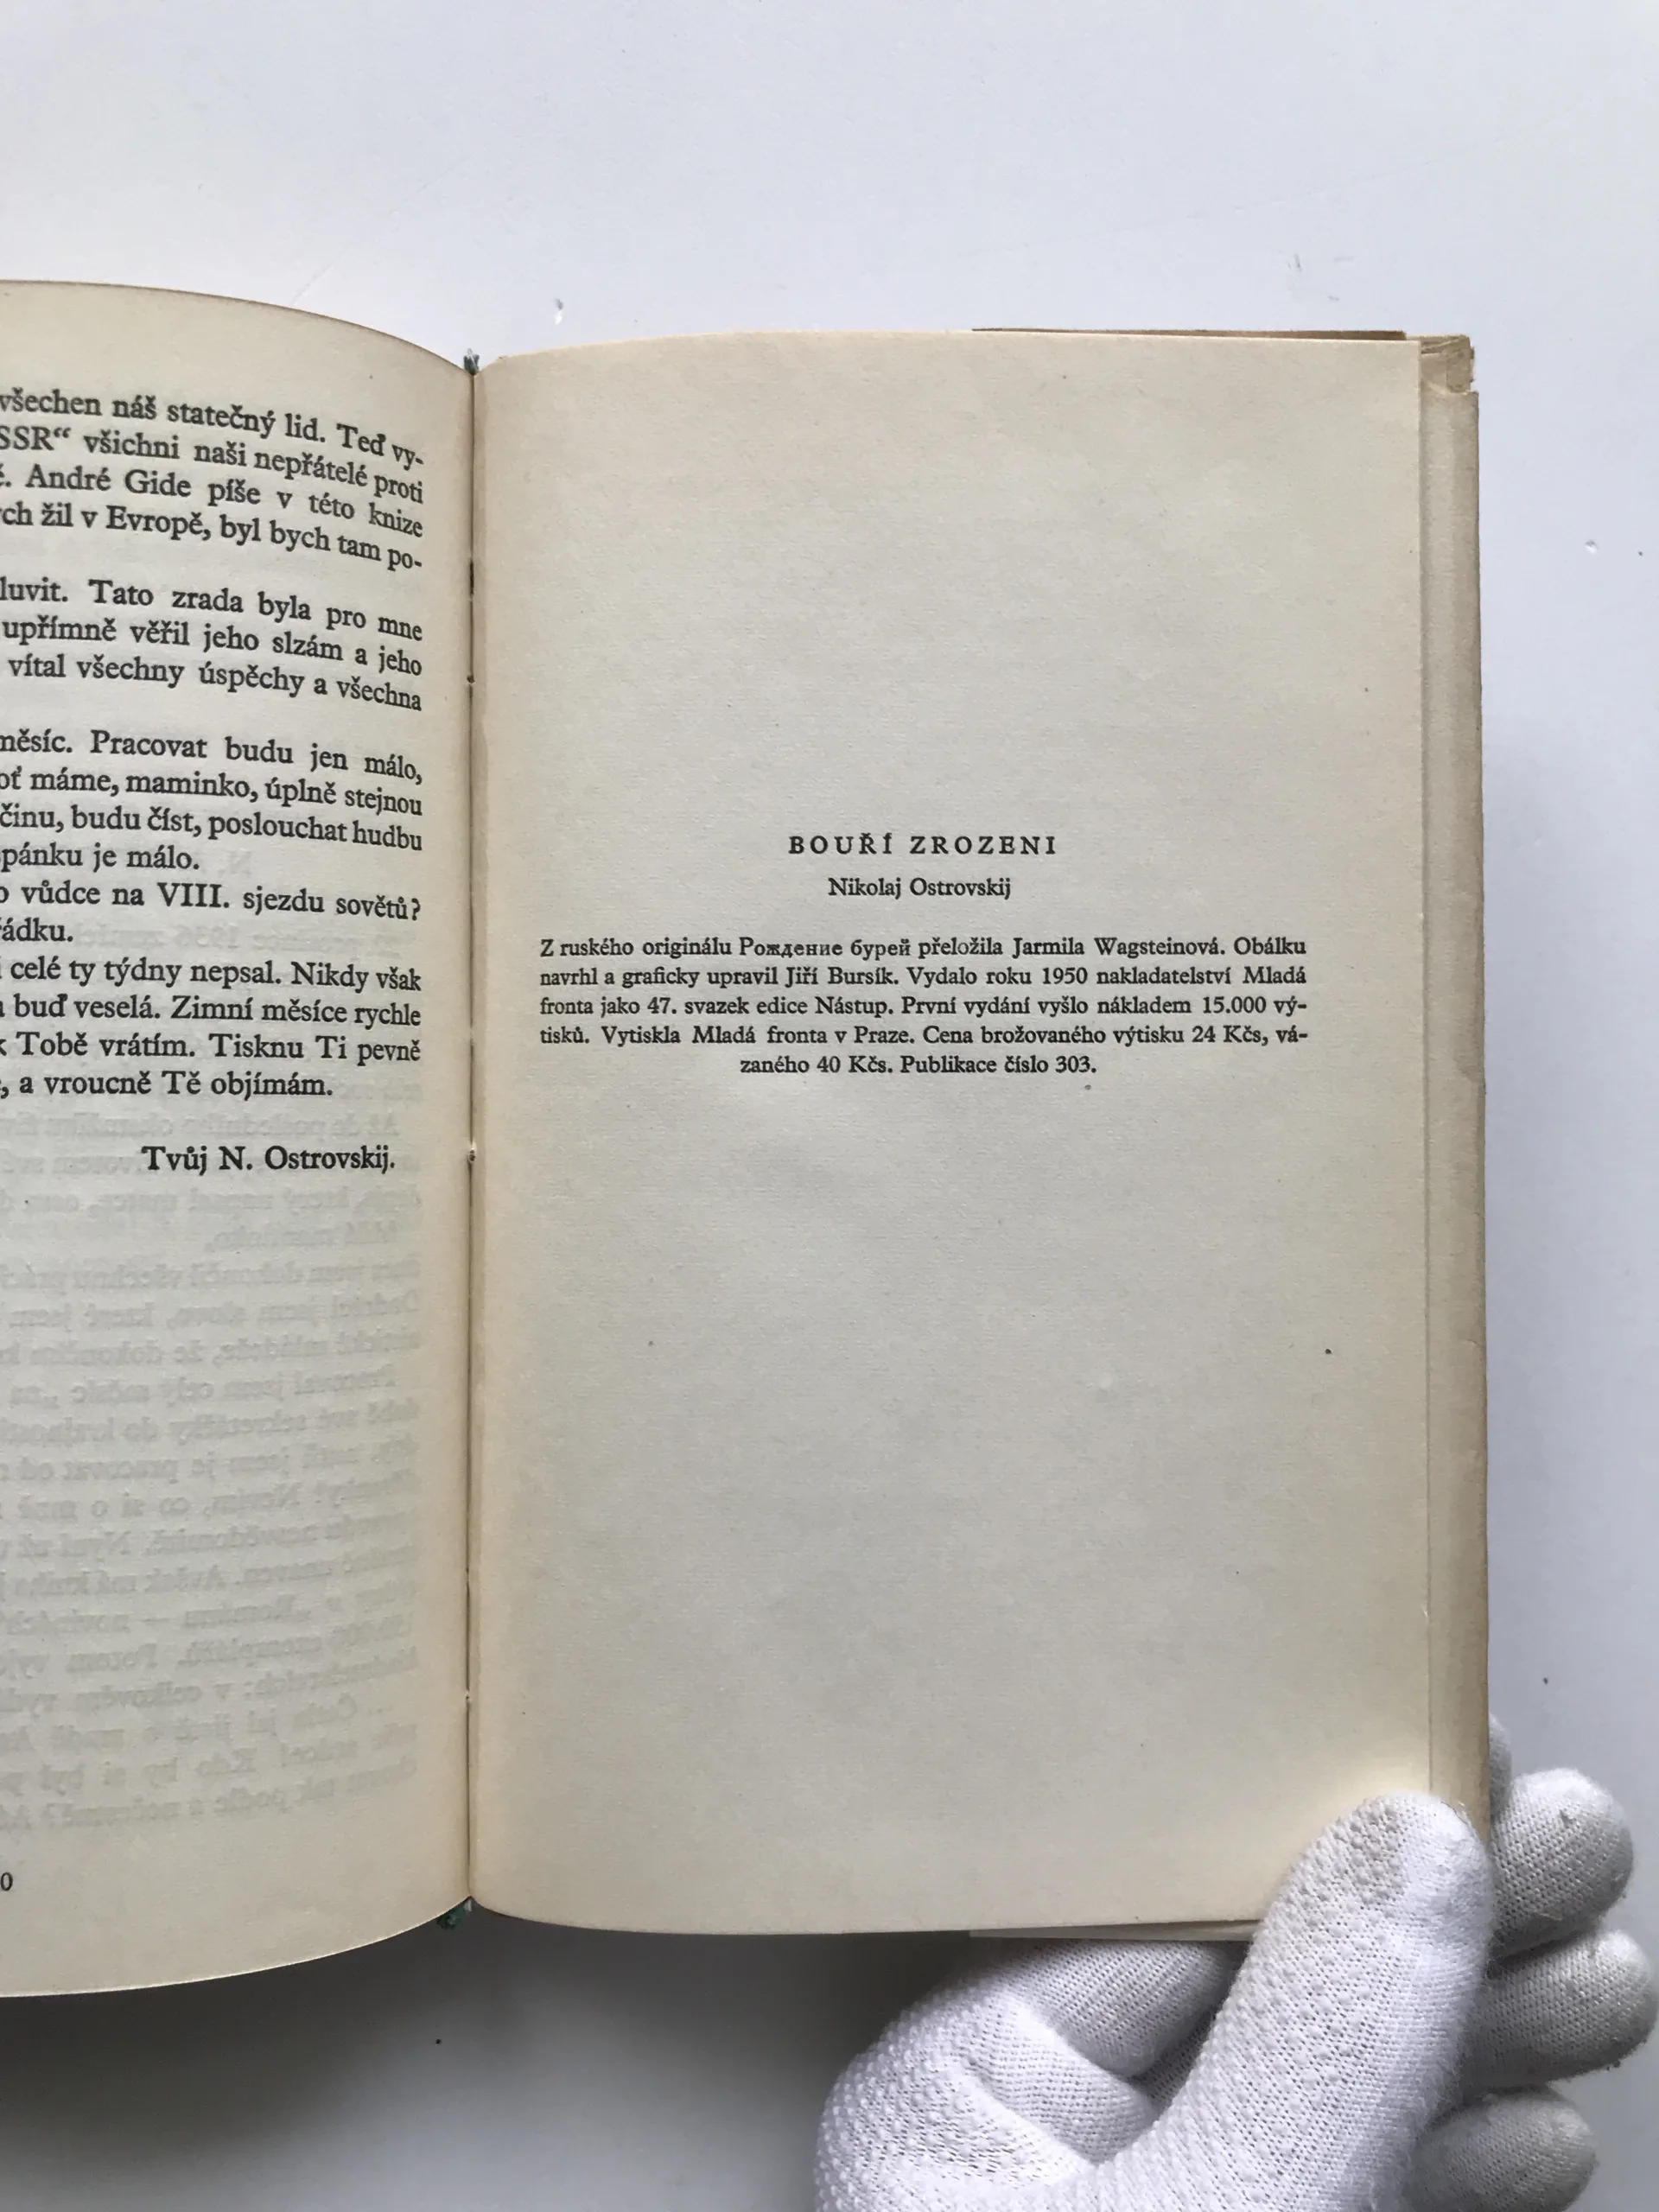 všechen náš statečný lid. Teď vy-
SSR“ všichni naši nepřátelé proti
André Gide píše v této knize
žil v Evropě, byl bych tam po-
luvit. Tato zrada byla pro mne
upřímně věřil jeho slzám a jeho
vítal všechny úspěchy a všechna
měsíc. Pracovat budu jen málo,
máme, maminko, úplně stejnou
činu, budu číst, poslouchat hudbu
pánku je málo.
vůdce na VIII. sjezdu sovětů?
ádku.
celé ty týdny nepsal. Nikdy však
buď veselá. Zimní měsíce rychle
k Tobě vrátím. Tisknu Ti pevně
, a vroucně Tě objímám.
Tvůj N. Ostrovskij.
0
BOUŘÍ ZROZENI
Nikolaj Ostrovskij
Z ruského originálu Рождение бурей přeložila Jarmila Wagsteinová. Obálku
navrhl a graficky upravil Jiří Bursík. Vydalo roku 1950 nakladatelství Mladá
fronta jako 47. svazek edice Nástup. První vydání vyšlo nákladem 15.000 vý-
tisků. Vytiskla Mladá fronta v Praze. Cena brožovaného výtisku 24 Kčs, vá-
zaného 40 Kčs. Publikace číslo 303.